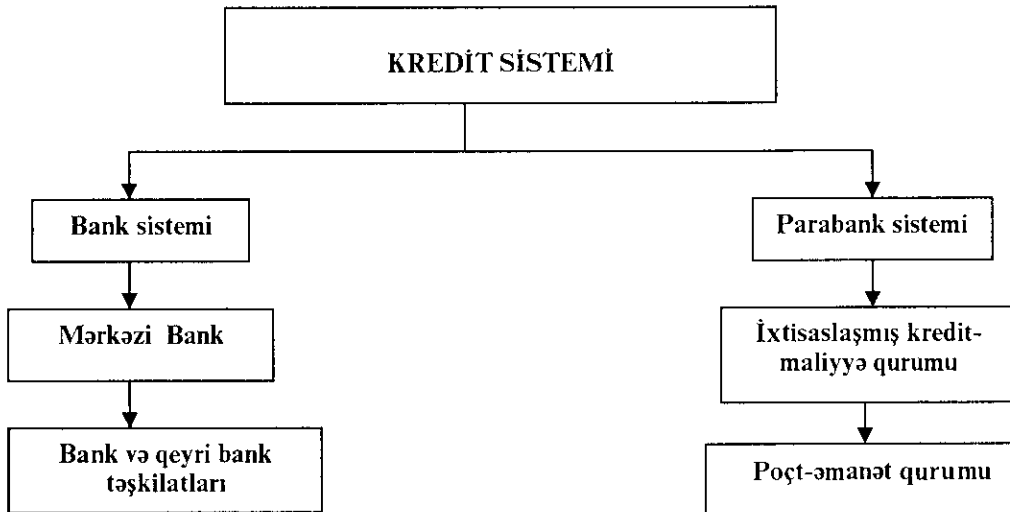 KREDİT SİSTEMİ
Bank sistemi
Parabank sistemi
Mərkəzi Bank
İxtisaslaşmış kredit-
maliyyə qurumu
Bank və qeyri bank
təşkilatları
Poçt-əmanət qurumu